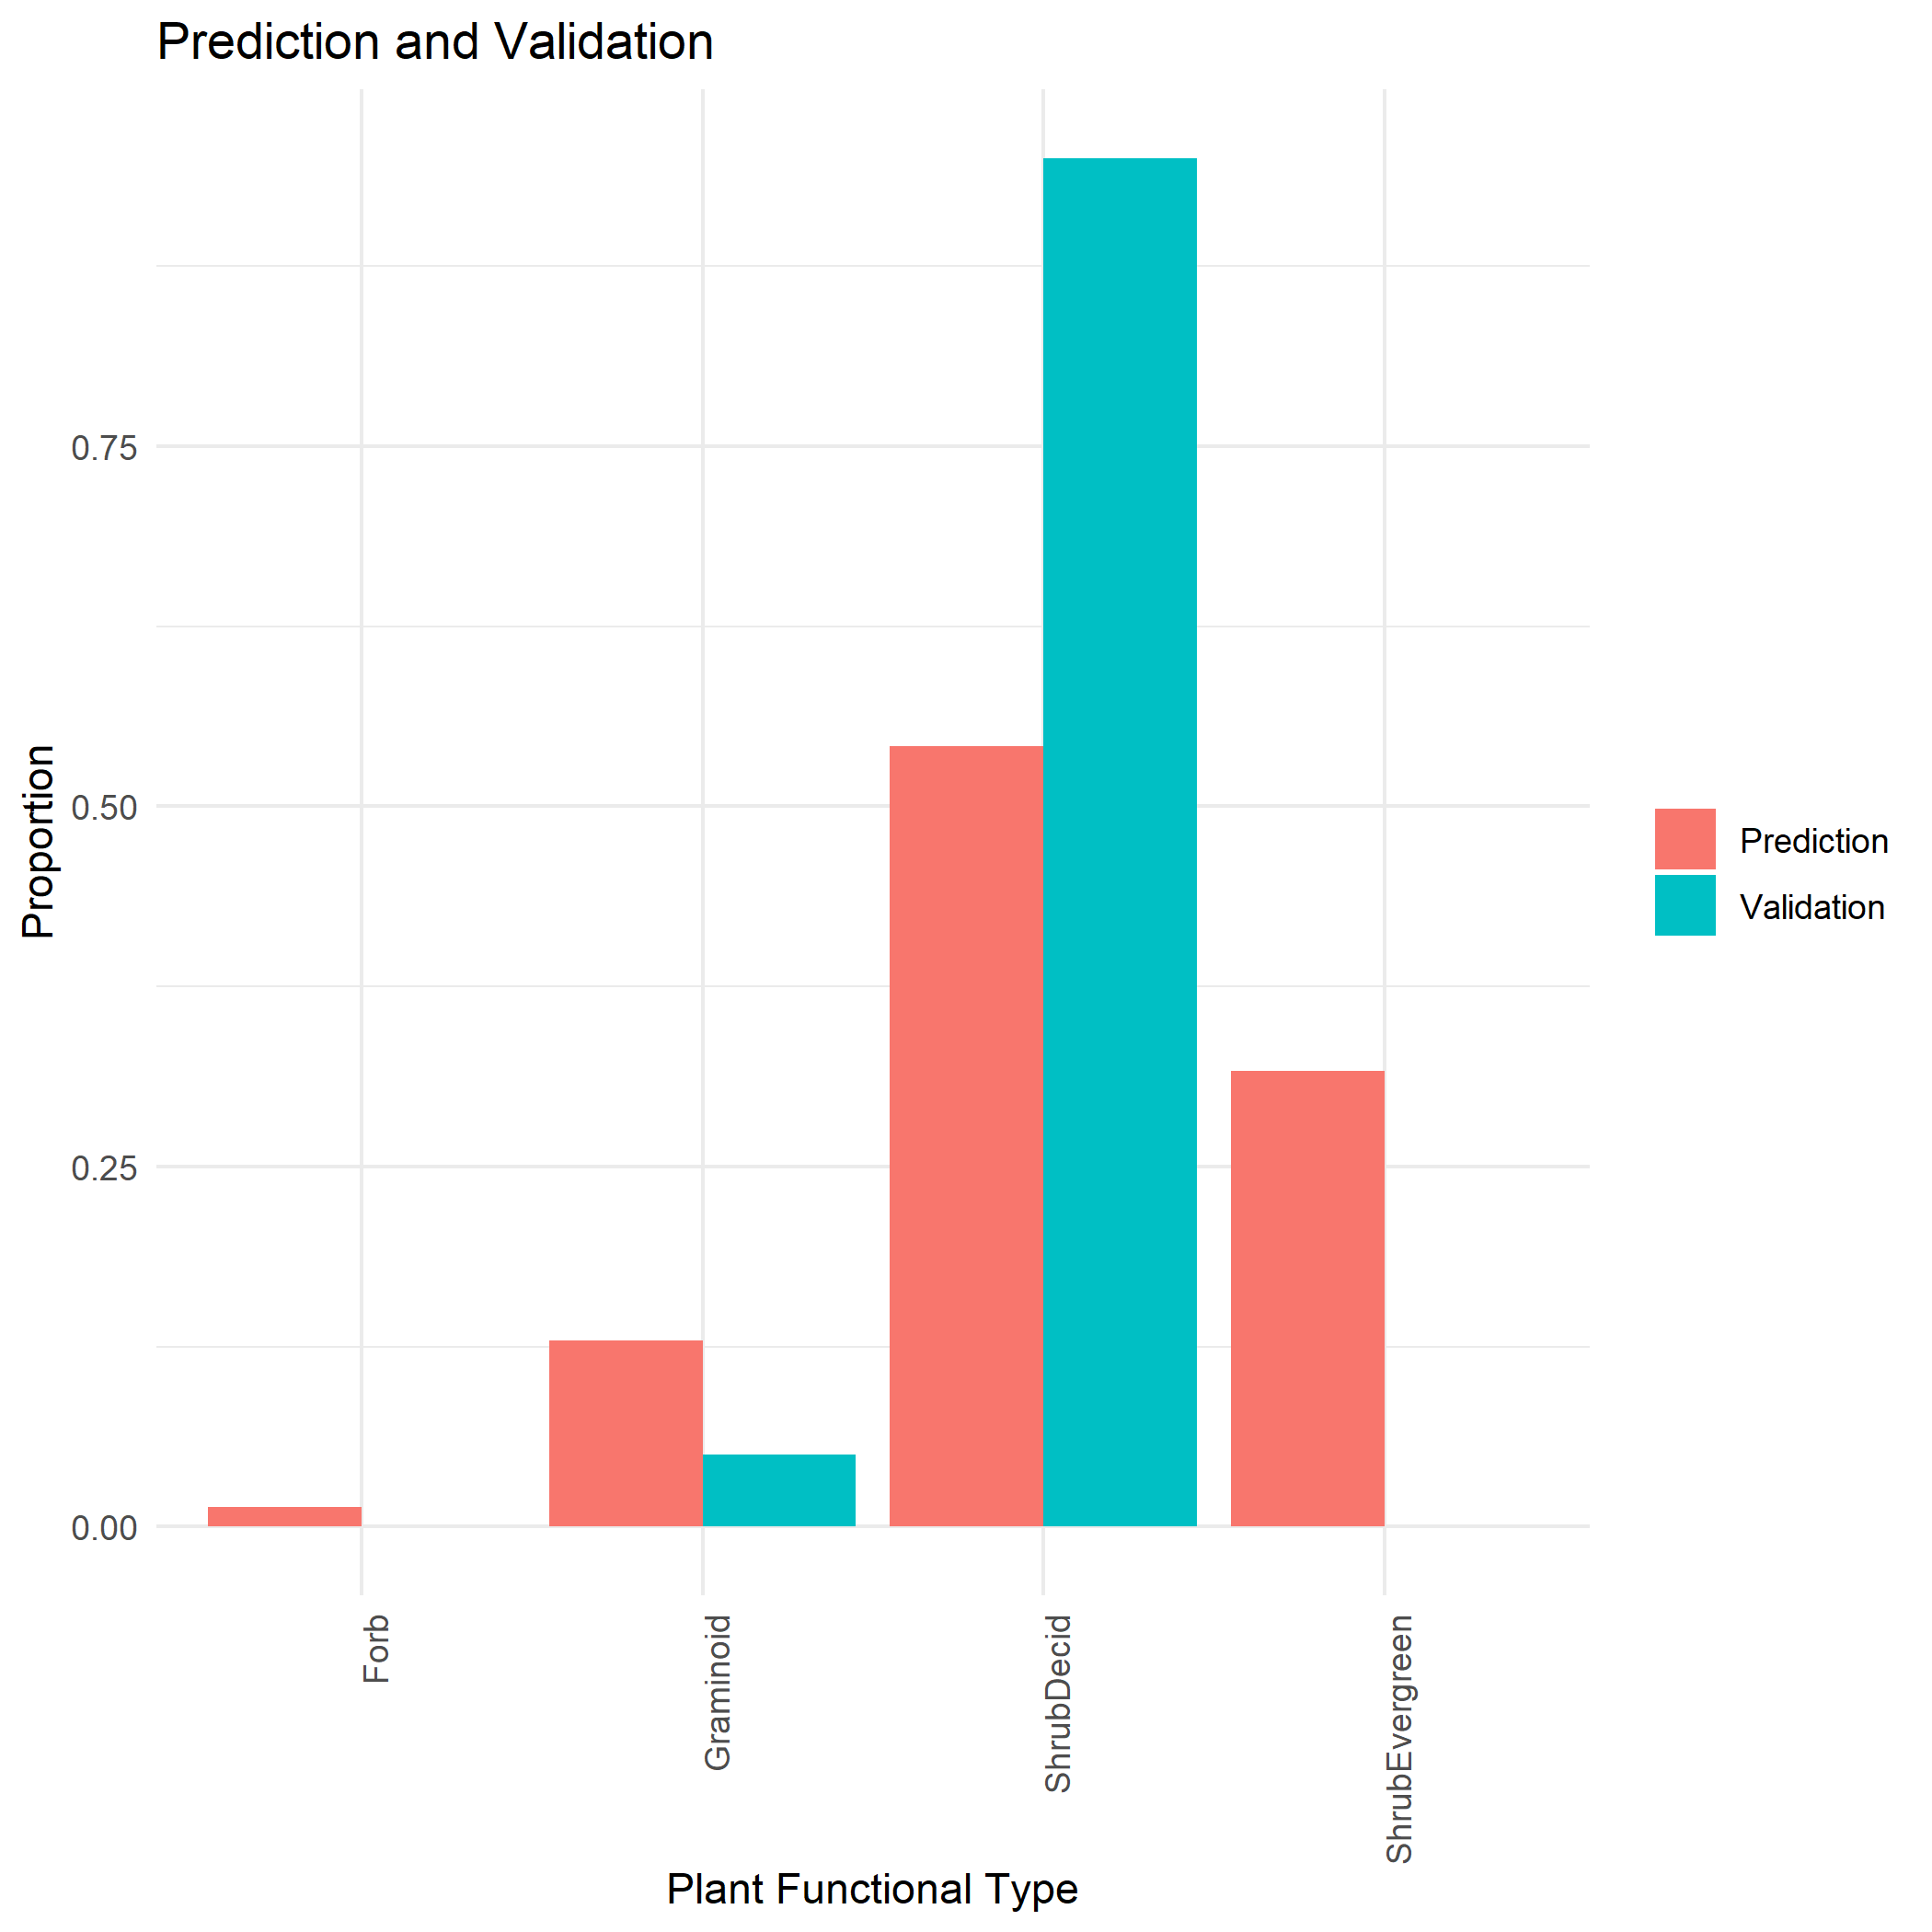 Prediction and Validation
Proportion
0.75
0.50
0.25
0.00
Forb
Graminoid
ShrubDecid
ShrubEvergreen
Plant Functional Type
Prediction
Validation